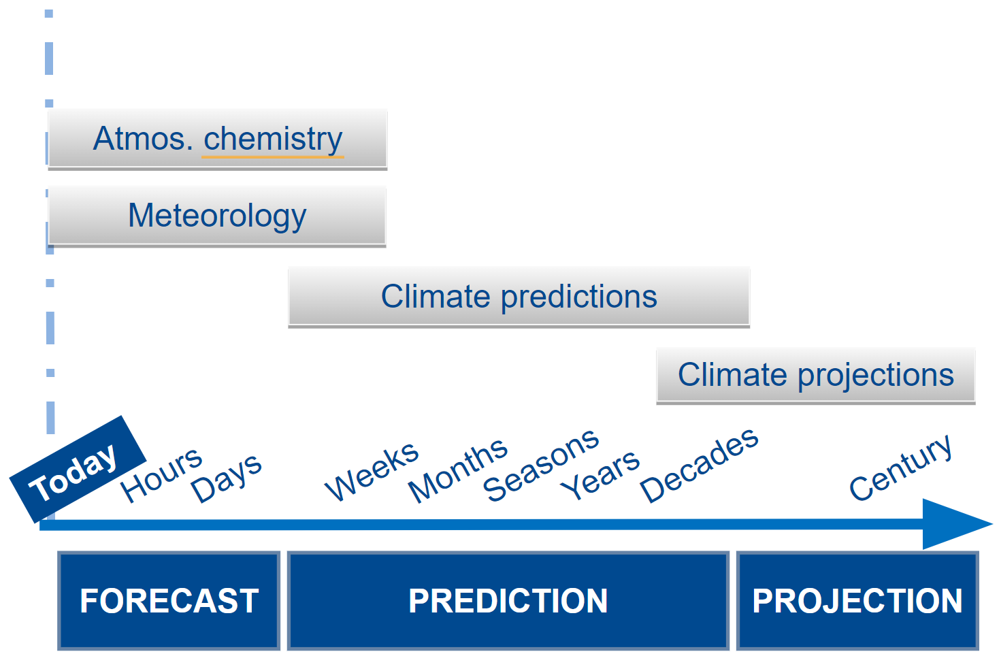 Atmos. chemistry
Meteorology
Climate predictions
Climate projections
Today
Hours
Days
Weeks
Months
Seasons
Years
Decades
Century
FORECAST
PREDICTION
PROJECTION